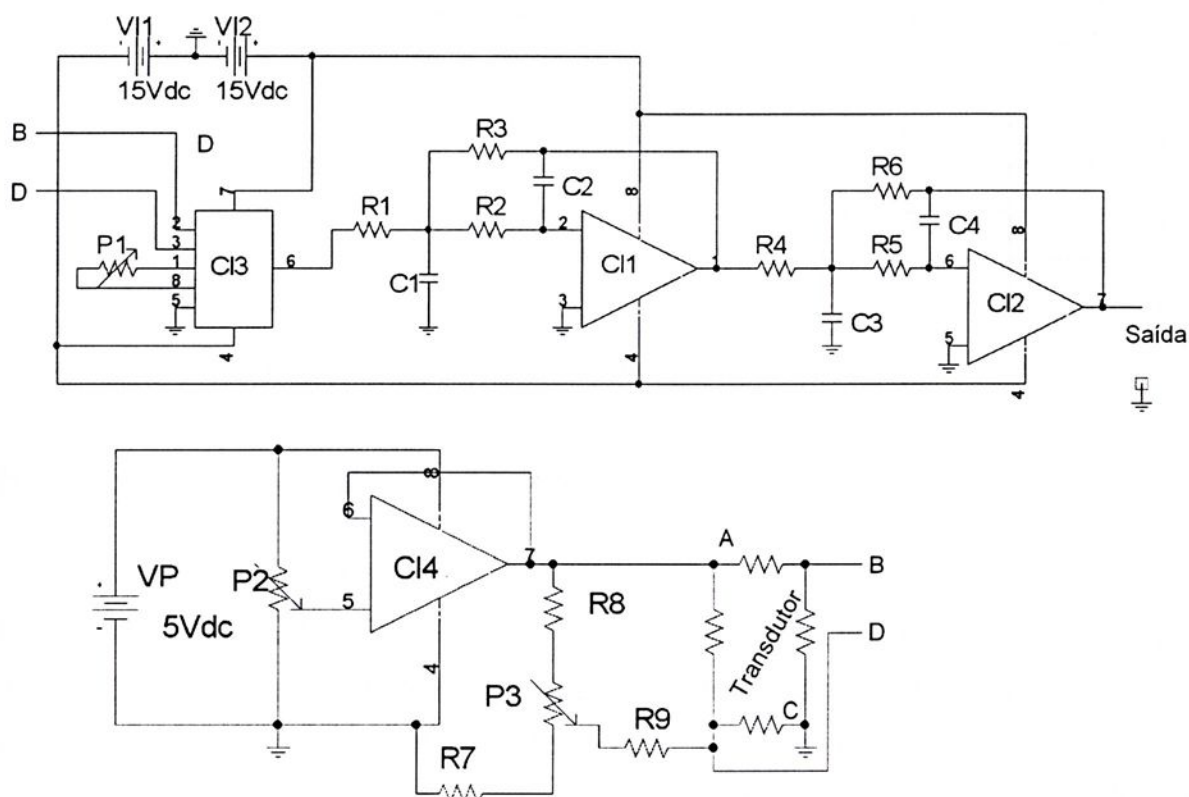 VI1 VI2
15Vdc 15Vdc
B
D
D
7
2
3
1
8
5
4
6
P1
CI3
R1
R3
R2
C1
C2
8
2
3
1
4
CI1
R4
R6
R5
C3
C4
8
6
5
7
4
CI2
Saída
VP
5Vdc
P2
8
6
5
7
4
CI4
R8
P3
R9
R7
A
B
D
C
Transdutor